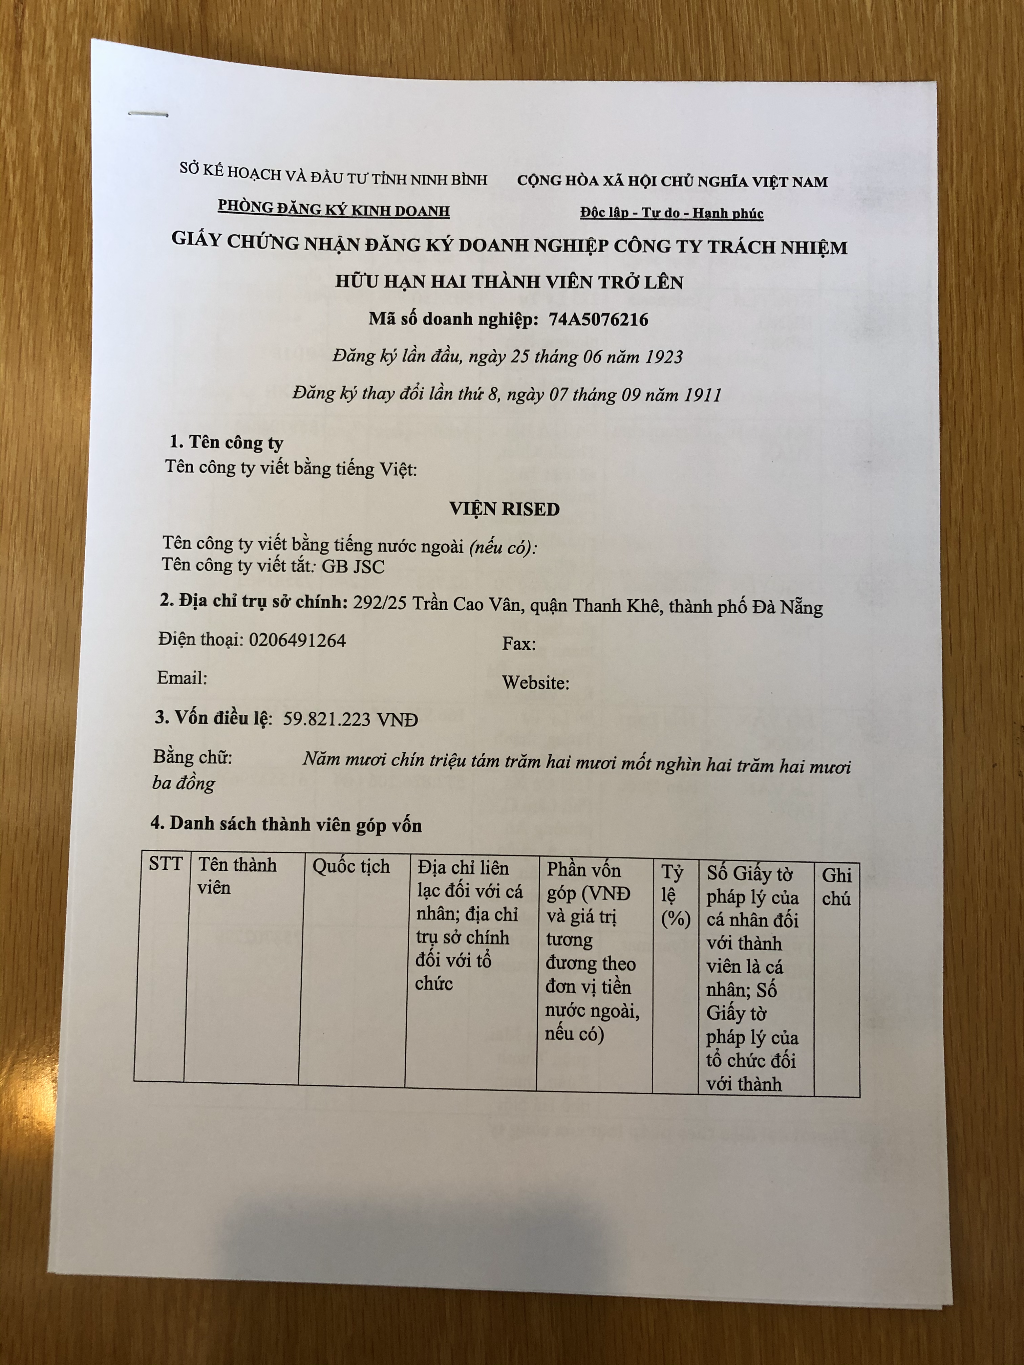 SỞ KẾ HOẠCH VÀ ĐẦU TƯ TỈNH NINH BÌNH
CỘNG HÒA XÃ HỘI CHỦ NGHĨA VIỆT NAM
PHÒNG ĐĂNG KÝ KINH DOANH
Độc lập - Tự do - Hạnh phúc
GIẤY CHỨNG NHẬN ĐĂNG KÝ DOANH NGHIỆP CÔNG TY TRÁCH NHIỆM
HỮU HẠN HAI THÀNH VIÊN TRỞ LÊN
Mã số doanh nghiệp: 74A5076216
Đăng ký lần đầu, ngày 25 tháng 06 năm 1923
Đăng ký thay đổi lần thứ 8, ngày 07 tháng 09 năm 1911
1. Tên công ty
Tên công ty viết bằng tiếng Việt:
VIỆN RISED
Tên công ty viết bằng tiếng nước ngoài (nếu có):
Tên công ty viết tắt: GB JSC
2. Địa chỉ trụ sở chính: 292/25 Trần Cao Vân, quận Thanh Khê, thành phố Đà Nẵng
Điện thoại: 0206491264
Fax:
Email:
Website:
3. Vốn điều lệ: 59.821.223 VNĐ
Bằng chữ: Năm mươi chín triệu tám trăm hai mươi mốt nghìn hai trăm hai mươi
ba đồng
4. Danh sách thành viên góp vốn
STT
Tên thành
viên
Quốc tịch
Địa chỉ liên
lạc đối với cá
nhân; địa chỉ
trụ sở chính
đối với tổ
chức
Phần vốn
góp (VNĐ
và giá trị
tương
đương theo
đơn vị tiền
nước ngoài,
nếu có)
Tỷ
lệ
(%)
Số Giấy tờ
pháp lý của
cá nhân đối
với thành
viên là cá
nhân; Số
Giấy tờ
pháp lý của
tổ chức đối
với thành
Ghi
chú